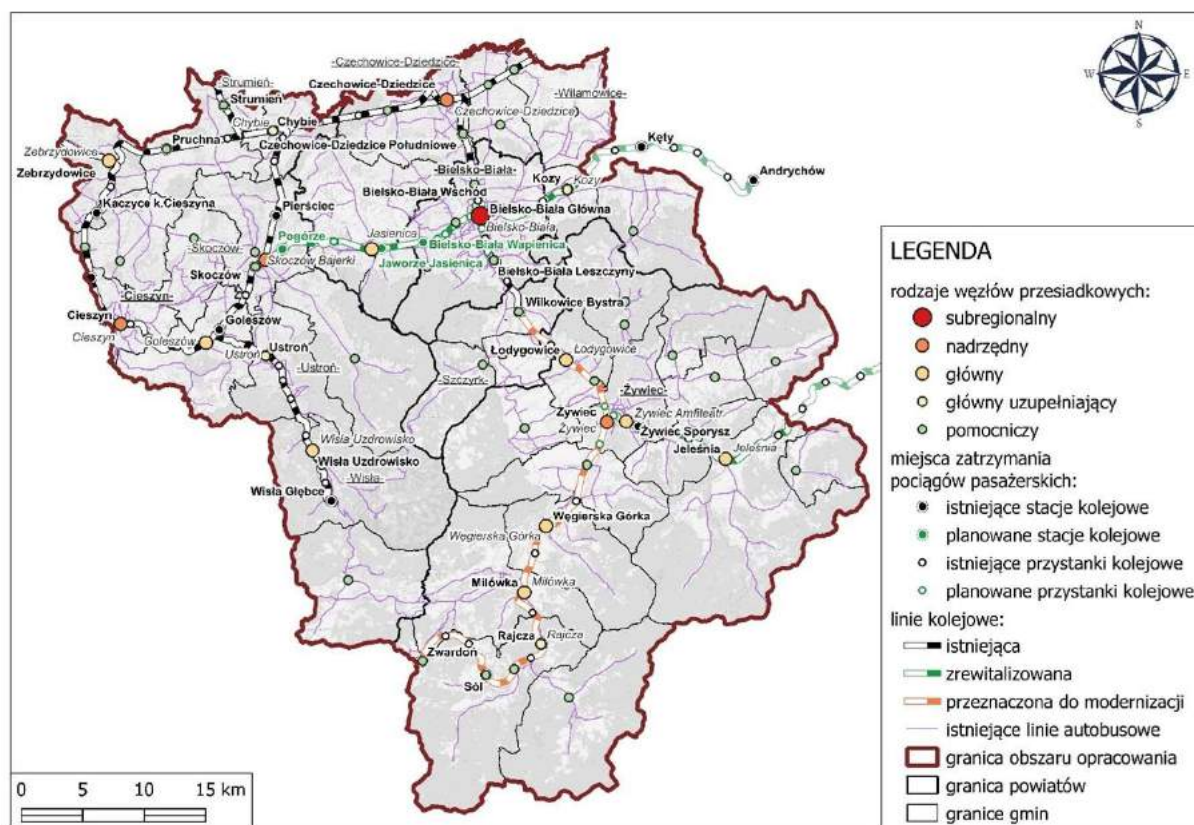 N
W
E
S
-Czechowice-Dziedzice-
Czechowice-Dziedzice
-Strumień-
Strumień
-Wilamowice-
Czechowice-Dziedzice
Chybie
Chybie
Pruchna
Czechowice-Dziedzice Południowe
Kęty
Zebrzydowice
Zebrzydowice
-Bielsko-Biała-
Kozy
Kozy
Andrychów
Bielsko-Biała Wschód
Kaczyce k.Cieszyna
Pierściec
Bielsko-Biała Główna
Bielsko-Biała
Pogórze
Jasienica
-Skoczów-
Bielsko-Biała Wapienica
Skoczów Bajerki
Jaworze Jasienica
Skoczów
Bielsko-Biała Leszczyny
-Cieszyn-
Wilkowice Bystra
Cieszyn
Cieszyn
Goleszów
Goleszów
Ustroń
Ustroń
Łodygowice
Łodygowice
-Ustroń-
-Szczyrk-
-Żywiec-
Żywiec
Żywiec Amfiteatr
Żywiec
Żywiec Sporysz
Wisła Uzdrowisko
Jeleśnia
Jeleśnia
Wisła Uzdrowisko
-Wisła-
Wisła Głębce
Węgierska Górka
Węgierska Górka
Milówka
Milówka
Rajcza
Rajcza
Zwardoń
Sól
0 5 10 15 km
LEGENDA
rodzaje węzłów przesiadkowych:
subregionalny
nadrzędny
główny
główny uzupełniający
pomocniczy
miejsca zatrzymania
pociągów pasażerskich:
istniejące stacje kolejowe
planowane stacje kolejowe
istniejące przystanki kolejowe
planowane przystanki kolejowe
linie kolejowe:
istniejąca
zrewitalizowana
przeznaczona do modernizacji
istniejące linie autobusowe
granica obszaru opracowania
granica powiatów
granice gmin